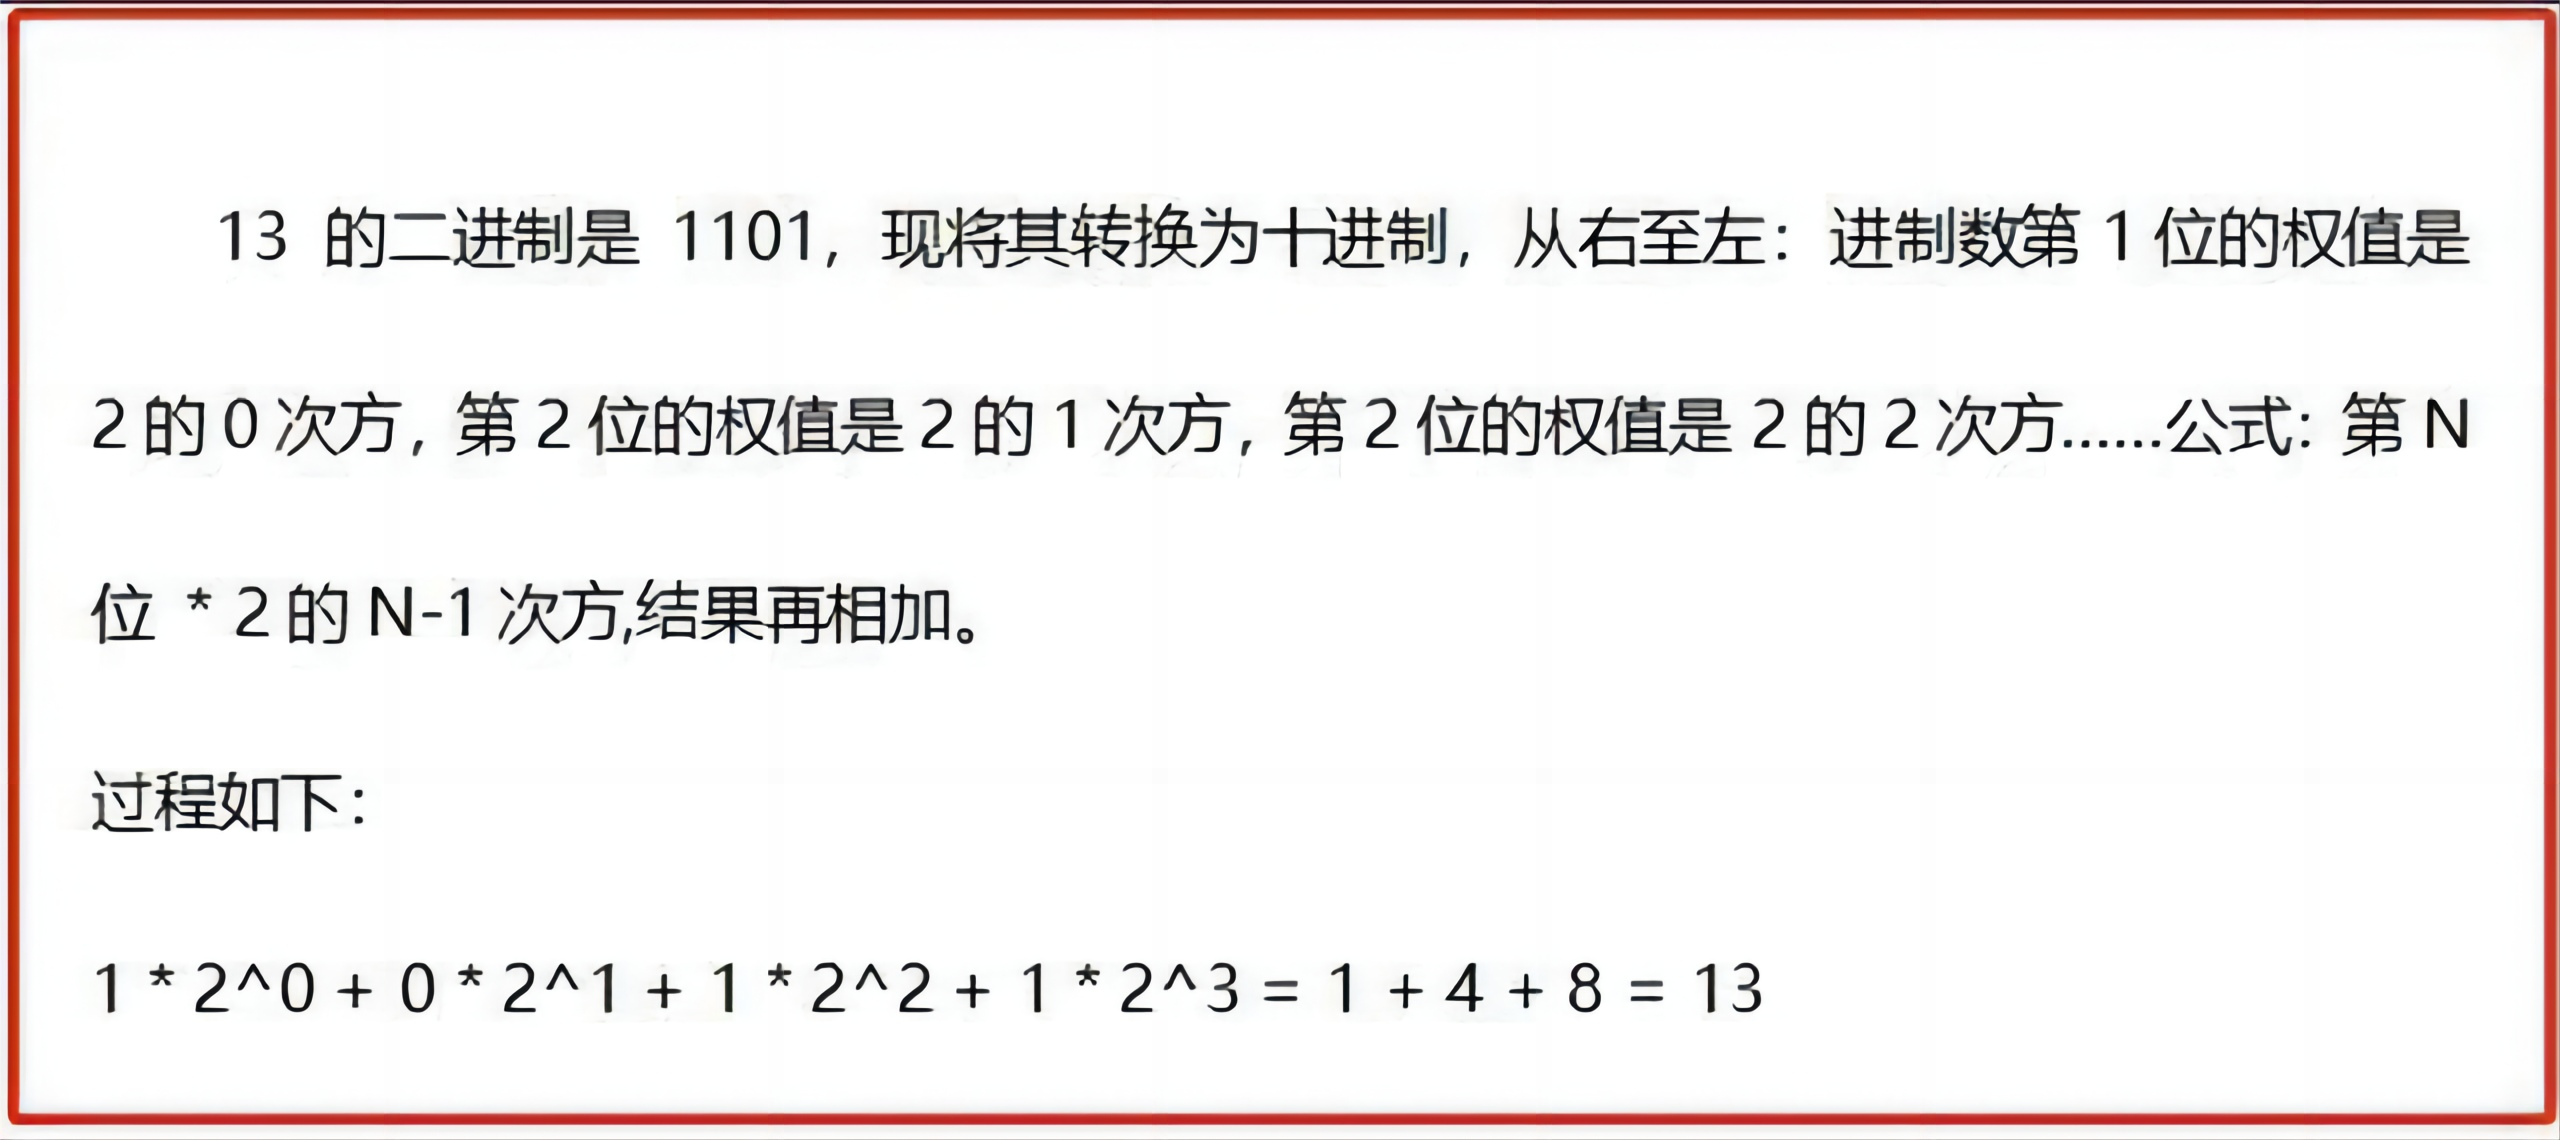 13 的二进制是 1101，现将其转换为十进制，从右至左：进制数第 1 位的权值是
2 的 0 次方，第 2 位的权值是 2 的 1 次方，第 2 位的权值是 2 的 2 次方......公式：第 N
位 * 2 的 N-1 次方,结果再相加。
过程如下：
1 * 2^0 + 0 * 2^1 + 1 * 2^2 + 1 * 2^3 = 1 + 4 + 8 = 13